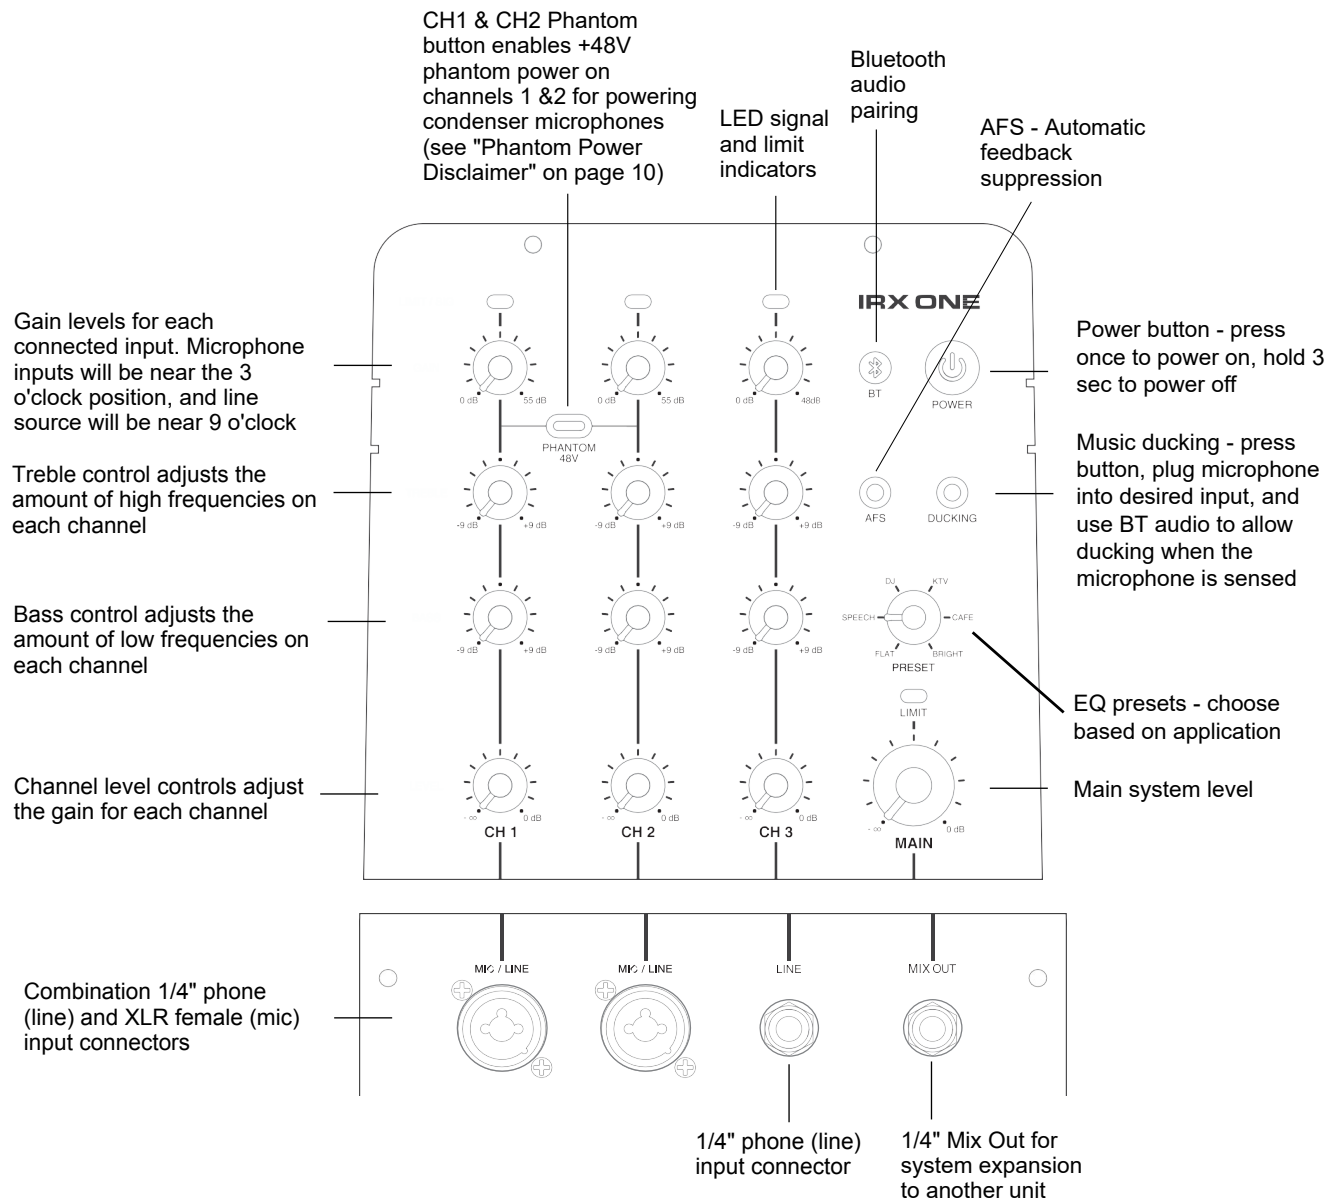 CH1 & CH2 Phantom
button enables +48V
phantom power on
channels 1 &2 for powering
condenser microphones
(see "Phantom Power
Disclaimer" on page 10)
LED signal
and limit
indicators
Bluetooth
audio
pairing
AFS - Automatic
feedback
suppression
Gain levels for each
connected input. Microphone
inputs will be near the 3
o'clock position, and line
source will be near 9 o'clock
Treble control adjusts the
amount of high frequencies on
each channel
Bass control adjusts the
amount of low frequencies on
each channel
Channel level controls adjust
the gain for each channel
IRX ONE
0 dB 55 dB 0 dB 55 dB 0 dB 48dB
BT
POWER
PHANTOM
48V
-9 dB +9 dB -9 dB +9 dB -9 dB +9 dB
AFS DUCKING
DJ KTV
SPEECH CAFE
FLAT BRIGHT
PRESET
-9 dB +9 dB -9 dB +9 dB -9 dB +9 dB
LIMIT
- ∞ 0 dB - ∞ 0 dB - ∞ 0 dB - ∞ 0 dB
CH 1 CH 2 CH 3 MAIN
Power button - press
once to power on, hold 3
sec to power off
Music ducking - press
button, plug microphone
into desired input, and
use BT audio to allow
ducking when the
microphone is sensed
EQ presets - choose
based on application
Main system level
MIC / LINE MIC / LINE LINE MIX OUT
Combination 1/4" phone
(line) and XLR female (mic)
input connectors
1/4" phone (line)
input connector
1/4" Mix Out for
system expansion
to another unit